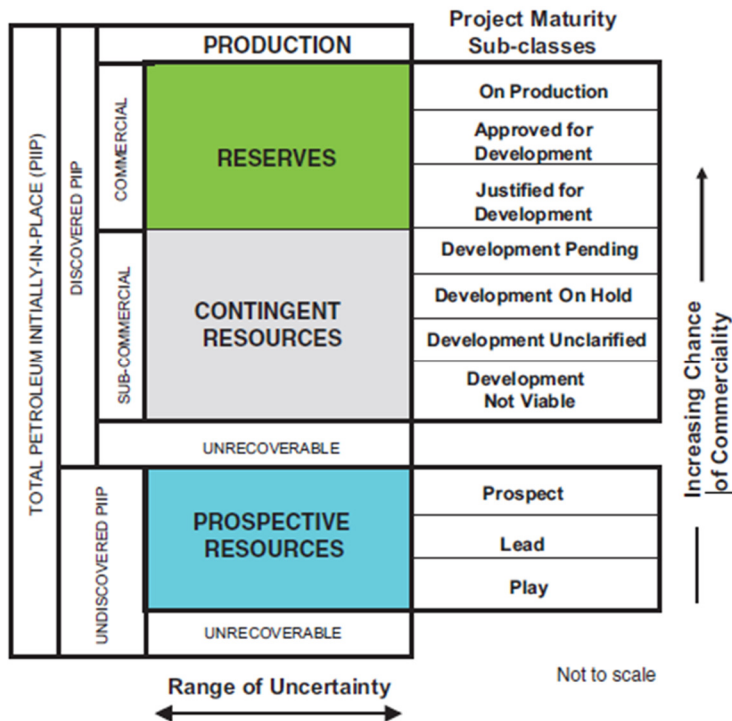 Project Maturity
Sub-classes
PRODUCTION
TOTAL PETROLEUM INITIALLY-IN-PLACE (PIIP)
DISCOVERED PIIP
COMMERCIAL
RESERVES
On Production
Approved for
Development
Justified for
Development
SUB-COMMERCIAL
CONTINGENT
RESOURCES
Development Pending
Development On Hold
Development Unclarified
Development
Not Viable
UNRECOVERABLE
UNDISCOVERED PIIP
PROSPECTIVE
RESOURCES
Prospect
Lead
Play
UNRECOVERABLE
Increasing Chance
of Commerciality
Not to scale
Range of Uncertainty